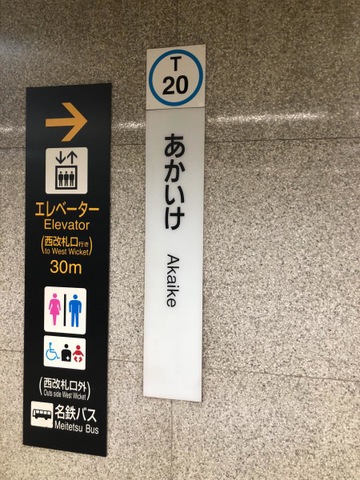 エレベーター
Elevator
(西改札口行き)
to West Wicket
30m
(西改札口外)
Outs side West Wicket
名鉄バス
Meitetsu Bus
T
20
あかいけ
Akaike